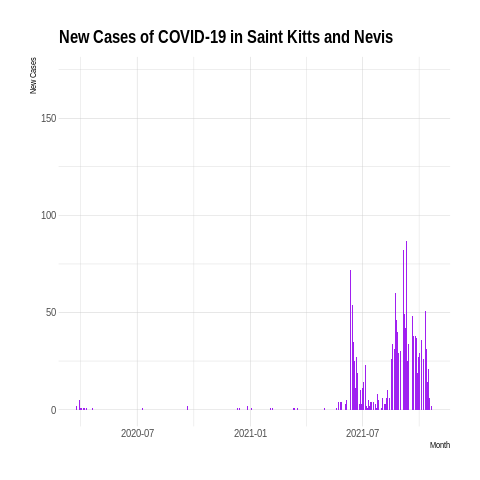 New Cases of COVID-19 in Saint Kitts and Nevis
New Cases
150
100
50
0
2020-07 2021-01 2021-07
Month